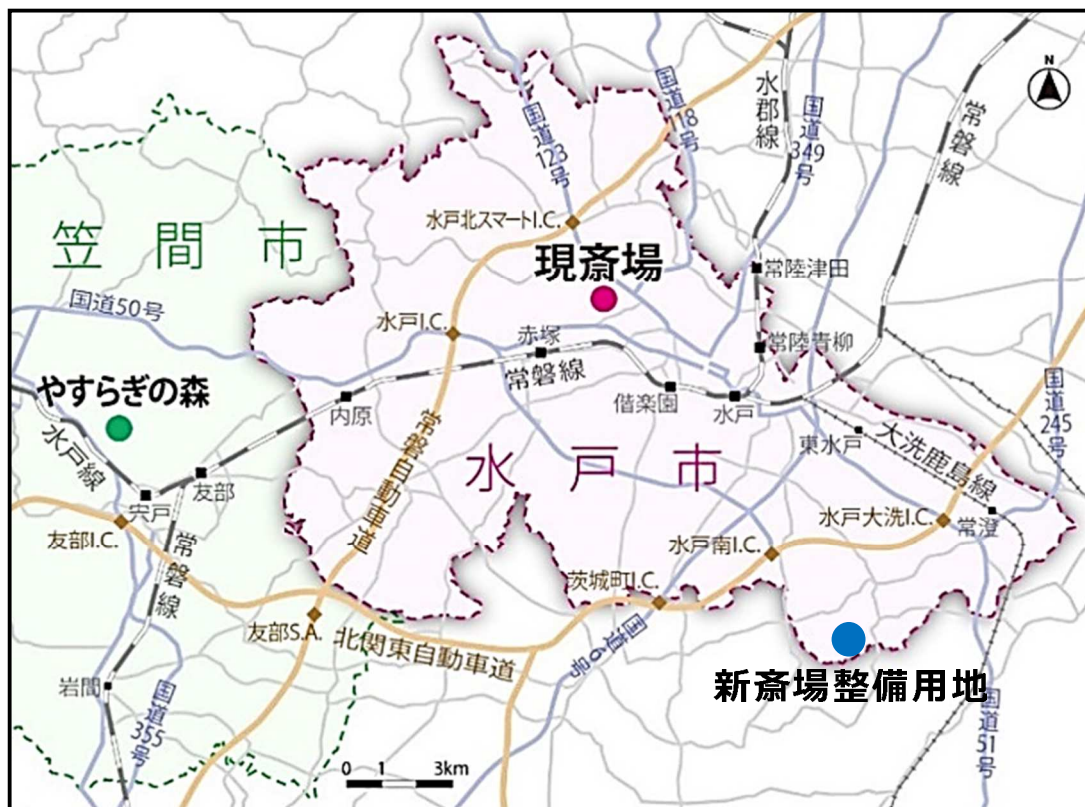 N
国道123号
国道118号
水郡線
国道349号
常磐線
水戸北スマートI.C.
笠間市
現斎場
常陸津田
国道50号
水戸I.C.
赤塚
常陸青柳
常磐線
やすらぎの森
内原
偕楽園
水戸
国道245号
水戸線
常磐自動車道
水戸市
東水戸
大洗鹿島線
友部
宍戸
友部I.C.
常磐線
水戸大洗I.C.
常澄
水戸南I.C.
茨城町I.C.
友部S.A.
北関東自動車道
国道6号
新斎場整備用地
岩間
国道355号
国道51号
0 1 3km